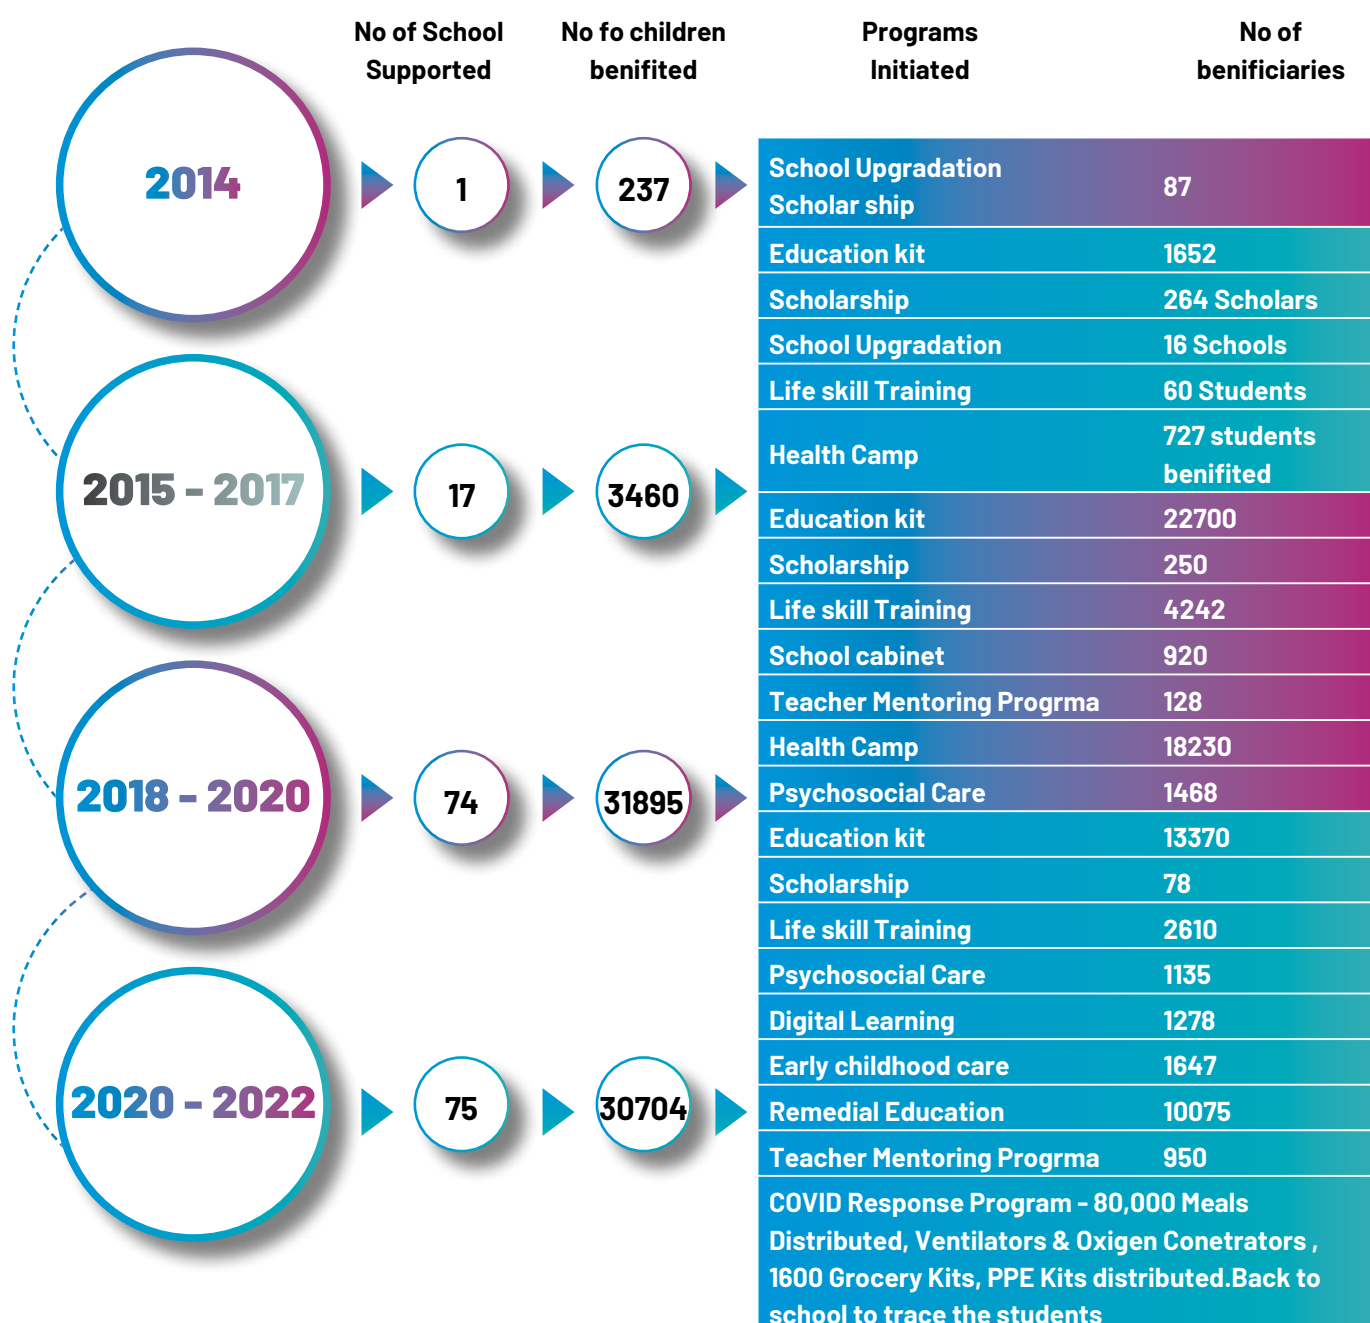 No of School
Supported
No fo children
benifited
Programs
Initiated
No of
benificiaries
2014
1
237
School Upgradation
Scholar ship
87
Education kit
1652
Scholarship
264 Scholars
School Upgradation
16 Schools
Life skill Training
60 Students
2015 - 2017
17
3460
Health Camp
727 students
benifited
Education kit
22700
Scholarship
250
Life skill Training
4242
School cabinet
920
Teacher Mentoring Progrma
128
Health Camp
18230
2018 - 2020
74
31895
Psychosocial Care
1468
Education kit
13370
Scholarship
78
Life skill Training
2610
Psychosocial Care
1135
Digital Learning
1278
Early childhood care
1647
2020 - 2022
75
30704
Remedial Education
10075
Teacher Mentoring Progrma
950
COVID Response Program - 80,000 Meals
Distributed, Ventilators & Oxigen Conetrators ,
1600 Grocery Kits, PPE Kits distributed.Back to
school to trace the students